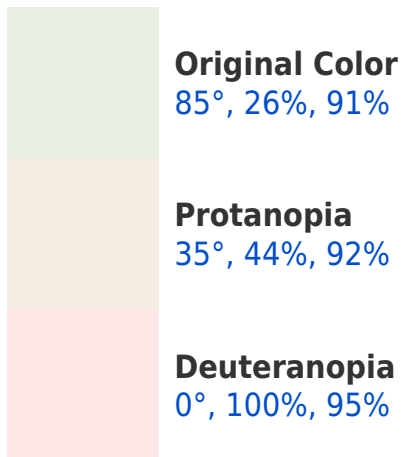 Original Color
85°, 26%, 91%
Protanopia
35°, 44%, 92%
Deuteranopia
0°, 100%, 95%